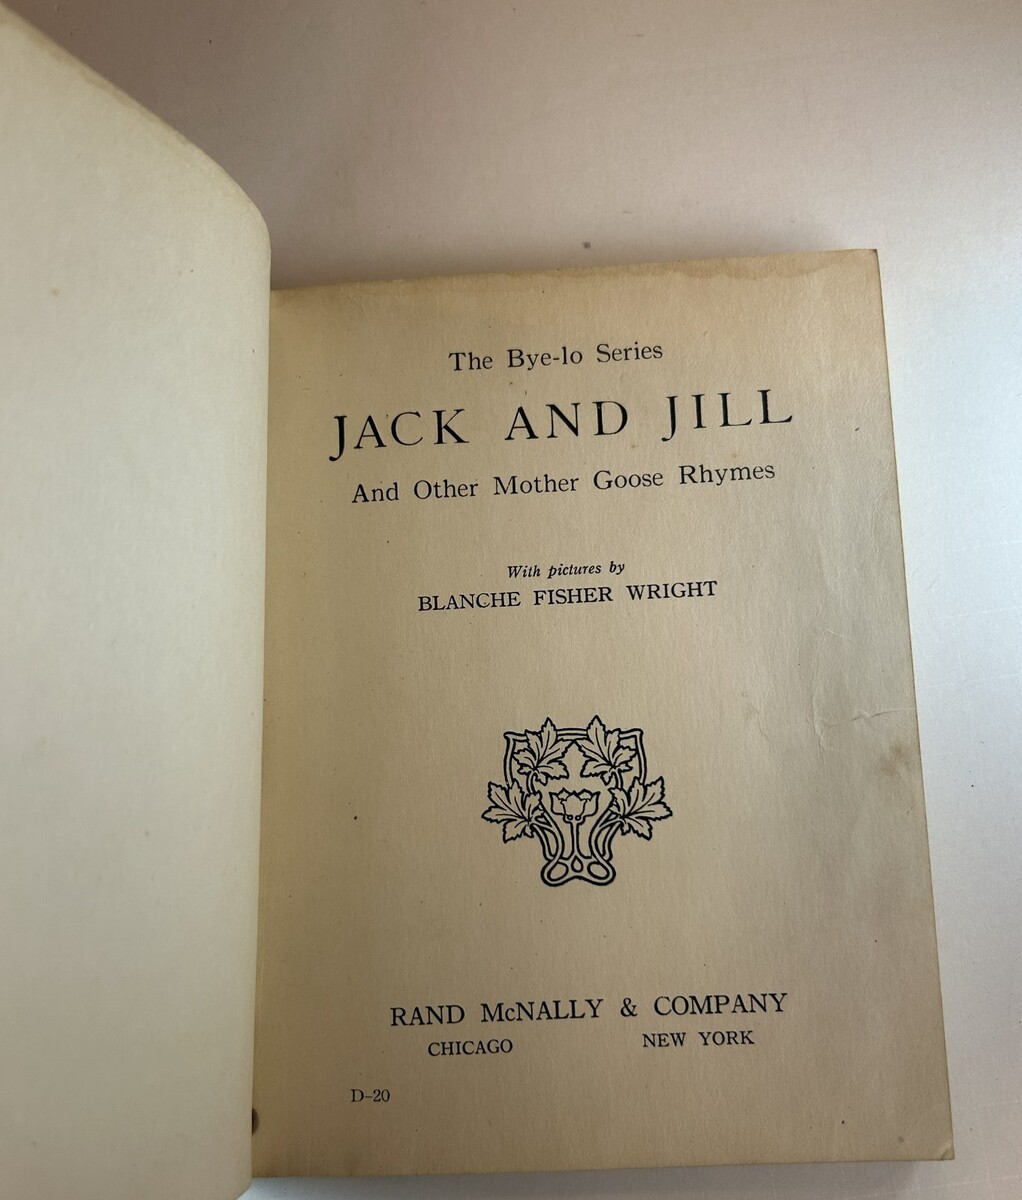 The Bye-lo Series
JACK AND JILL
And Other Mother Goose Rhymes
With pictures by
BLANCHE FISHER WRIGHT
RAND McNALLY & COMPANY
CHICAGO NEW YORK
D-20